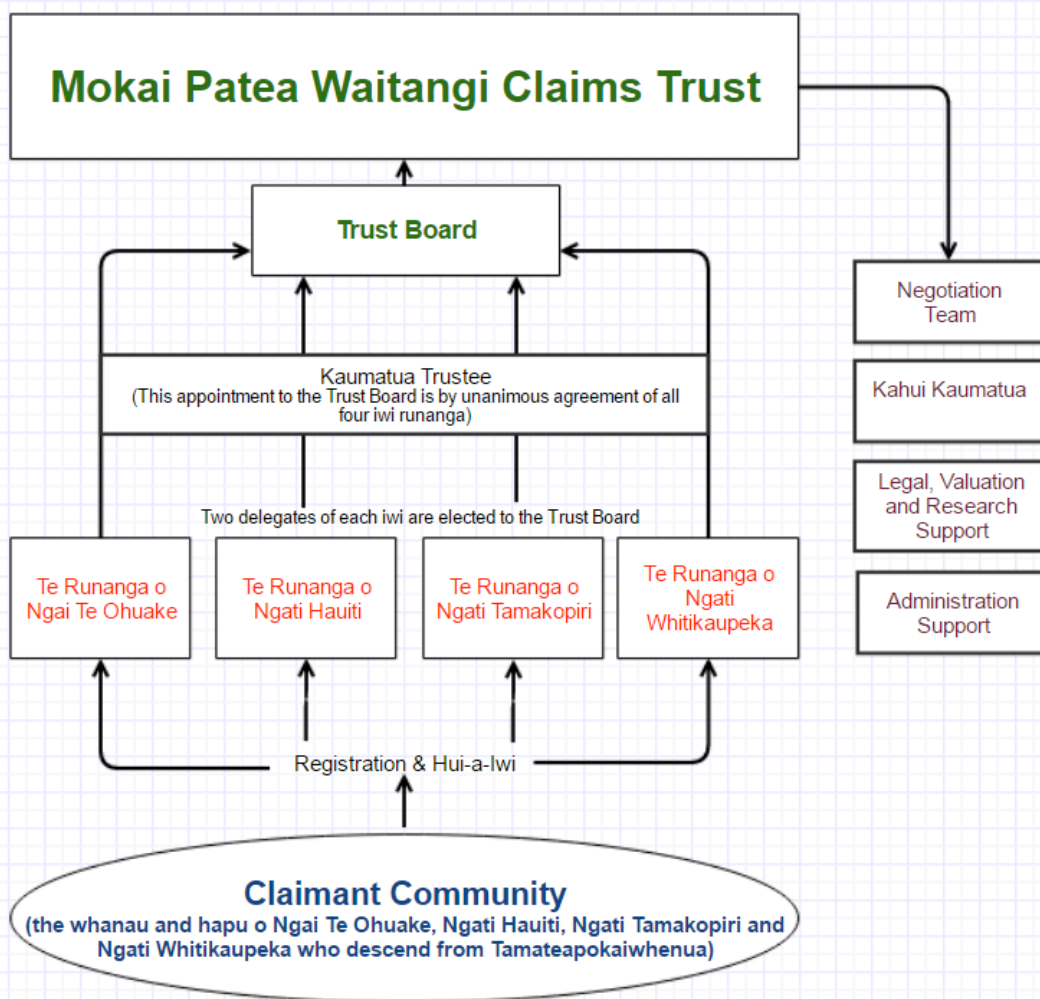 Mokai Patea Waitangi Claims Trust
Trust Board
Negotiation
Team
Kaumatua Trustee
(This appointment to the Trust Board is by unanimous agreement of all
four iwi runanga)
Kahui Kaumatua
Legal, Valuation
and Research
Support
Two delegates of each iwi are elected to the Trust Board
Te Runanga o
Ngai Te Ohuake
Te Runanga o
Ngati Hauiti
Te Runanga o
Ngati Tamakopiri
Te Runanga o
Ngati
Whitikaupeka
Administration
Support
Registration & Hui-a-Iwi
Claimant Community
(the whanau and hapu o Ngai Te Ohuake, Ngati Hauiti, Ngati Tamakopiri and
Ngati Whitikaupeka who descend from Tamateapokaiwhenua)